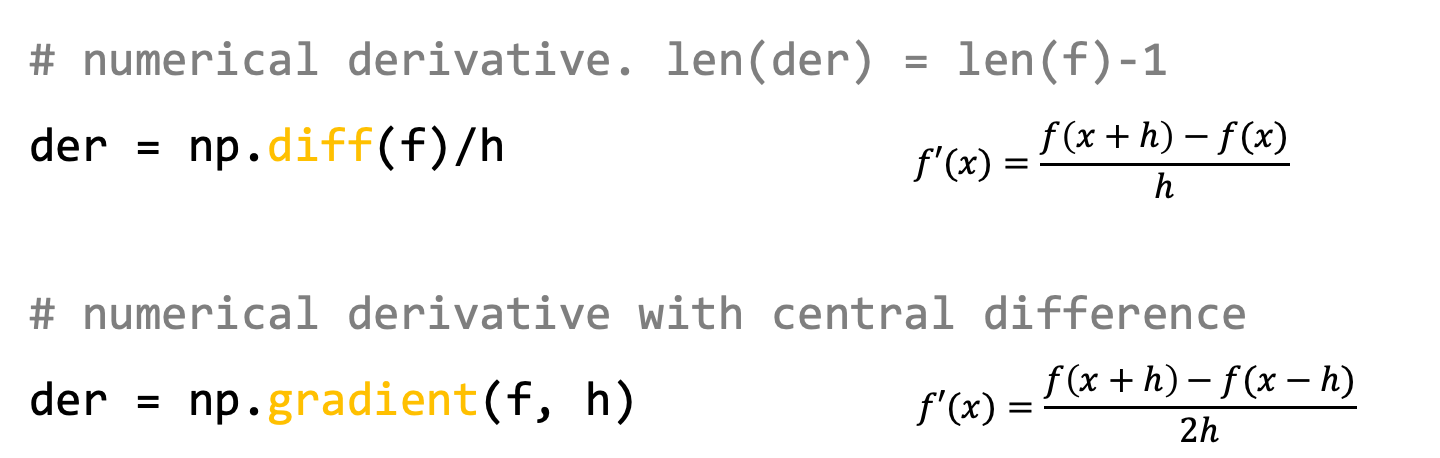 # numerical derivative. len(der) = len(f)-1
der = np.diff(f)/h
f′(x) = \frac{f(x + h) − f(x)}{h}
# numerical derivative with central difference
der = np.gradient(f, h)
f′(x) = \frac{f(x + h) − f(x − h)}{2h}